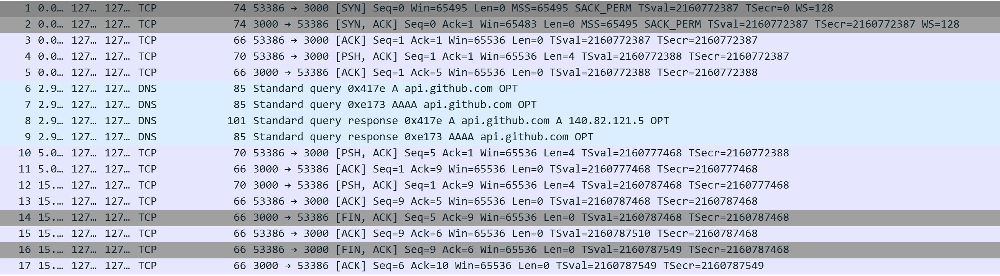 1 0.0… 127… 127… TCP 74 53386 → 3000 [SYN] Seq=0 Win=65495 Len=0 MSS=65495 SACK_PERM TSval=2160772387 TSecr=0 WS=128
2 0.0… 127… 127… TCP 74 3000 → 53386 [SYN, ACK] Seq=0 Ack=1 Win=65483 Len=0 MSS=65495 SACK_PERM TSval=2160772387 TSecr=2160772387 WS=128
3 0.0… 127… 127… TCP 66 53386 → 3000 [ACK] Seq=1 Ack=1 Win=65536 Len=0 TSval=2160772387 TSecr=2160772387
4 0.0… 127… 127… TCP 70 53386 → 3000 [PSH, ACK] Seq=1 Ack=1 Win=65536 Len=4 TSval=2160772388 TSecr=2160772387
5 0.0… 127… 127… TCP 66 3000 → 53386 [ACK] Seq=1 Ack=5 Win=65536 Len=0 TSval=2160772388 TSecr=2160772388
6 2.9… 127… 127… DNS 85 Standard query 0x417e A api.github.com OPT
7 2.9… 127… 127… DNS 85 Standard query 0xe173 AAAA api.github.com OPT
8 2.9… 127… 127… DNS 101 Standard query response 0x417e A api.github.com A 140.82.121.5 OPT
9 2.9… 127… 127… DNS 85 Standard query response 0xe173 AAAA api.github.com OPT
10 5.0… 127… 127… TCP 70 53386 → 3000 [PSH, ACK] Seq=5 Ack=1 Win=65536 Len=4 TSval=2160777468 TSecr=2160772388
11 5.0… 127… 127… TCP 66 3000 → 53386 [ACK] Seq=1 Ack=9 Win=65536 Len=0 TSval=2160777468 TSecr=2160777468
12 15.… 127… 127… TCP 70 3000 → 53386 [PSH, ACK] Seq=1 Ack=9 Win=65536 Len=4 TSval=2160787468 TSecr=2160777468
13 15.… 127… 127… TCP 66 53386 → 3000 [ACK] Seq=9 Ack=5 Win=65536 Len=0 TSval=2160787468 TSecr=2160787468
14 15.… 127… 127… TCP 66 3000 → 53386 [FIN, ACK] Seq=5 Ack=9 Win=65536 Len=0 TSval=2160787468 TSecr=2160787468
15 15.… 127… 127… TCP 66 53386 → 3000 [ACK] Seq=9 Ack=6 Win=65536 Len=0 TSval=2160787510 TSecr=2160787468
16 15.… 127… 127… TCP 66 53386 → 3000 [FIN, ACK] Seq=9 Ack=6 Win=65536 Len=0 TSval=2160787549 TSecr=2160787468
17 15.… 127… 127… TCP 66 3000 → 53386 [ACK] Seq=6 Ack=10 Win=65536 Len=0 TSval=2160787549 TSecr=2160787549